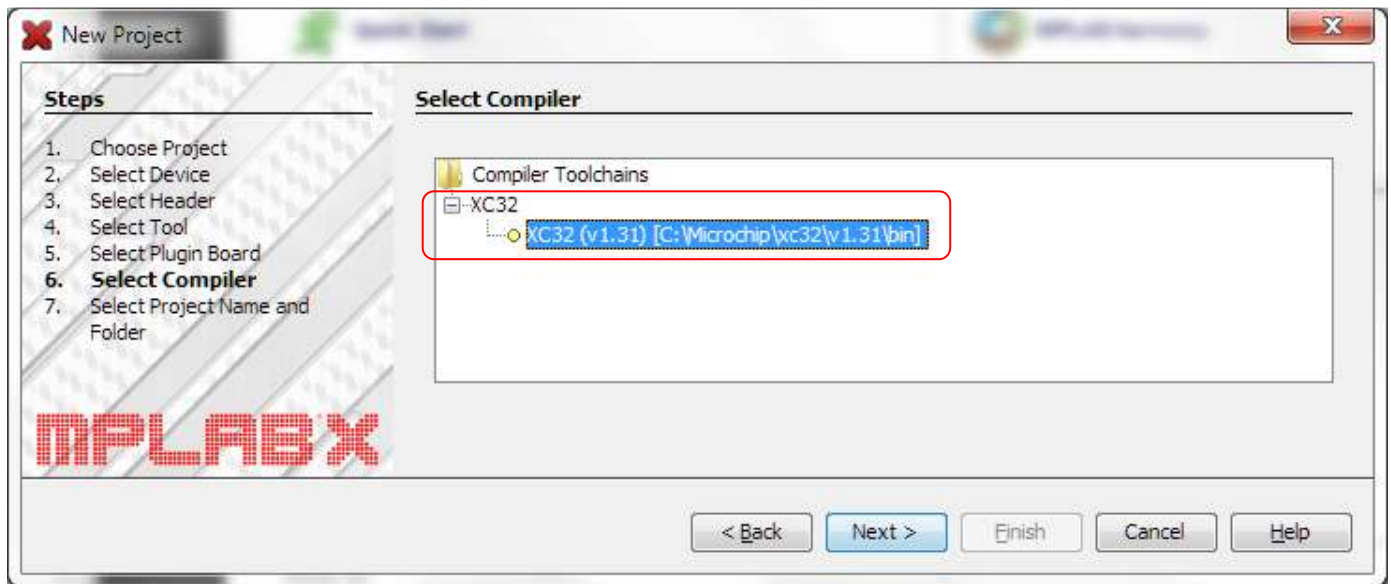 New Project
Steps
1. Choose Project
2. Select Device
3. Select Header
4. Select Tool
5. Select Plugin Board
6. Select Compiler
7. Select Project Name and
Folder
MPLAB X
Select Compiler
Compiler Toolchains
XC32
XC32 (v1.31) [C:\Microchip\xc32\v1.31\bin]
< Back
Next >
Finish
Cancel
Help